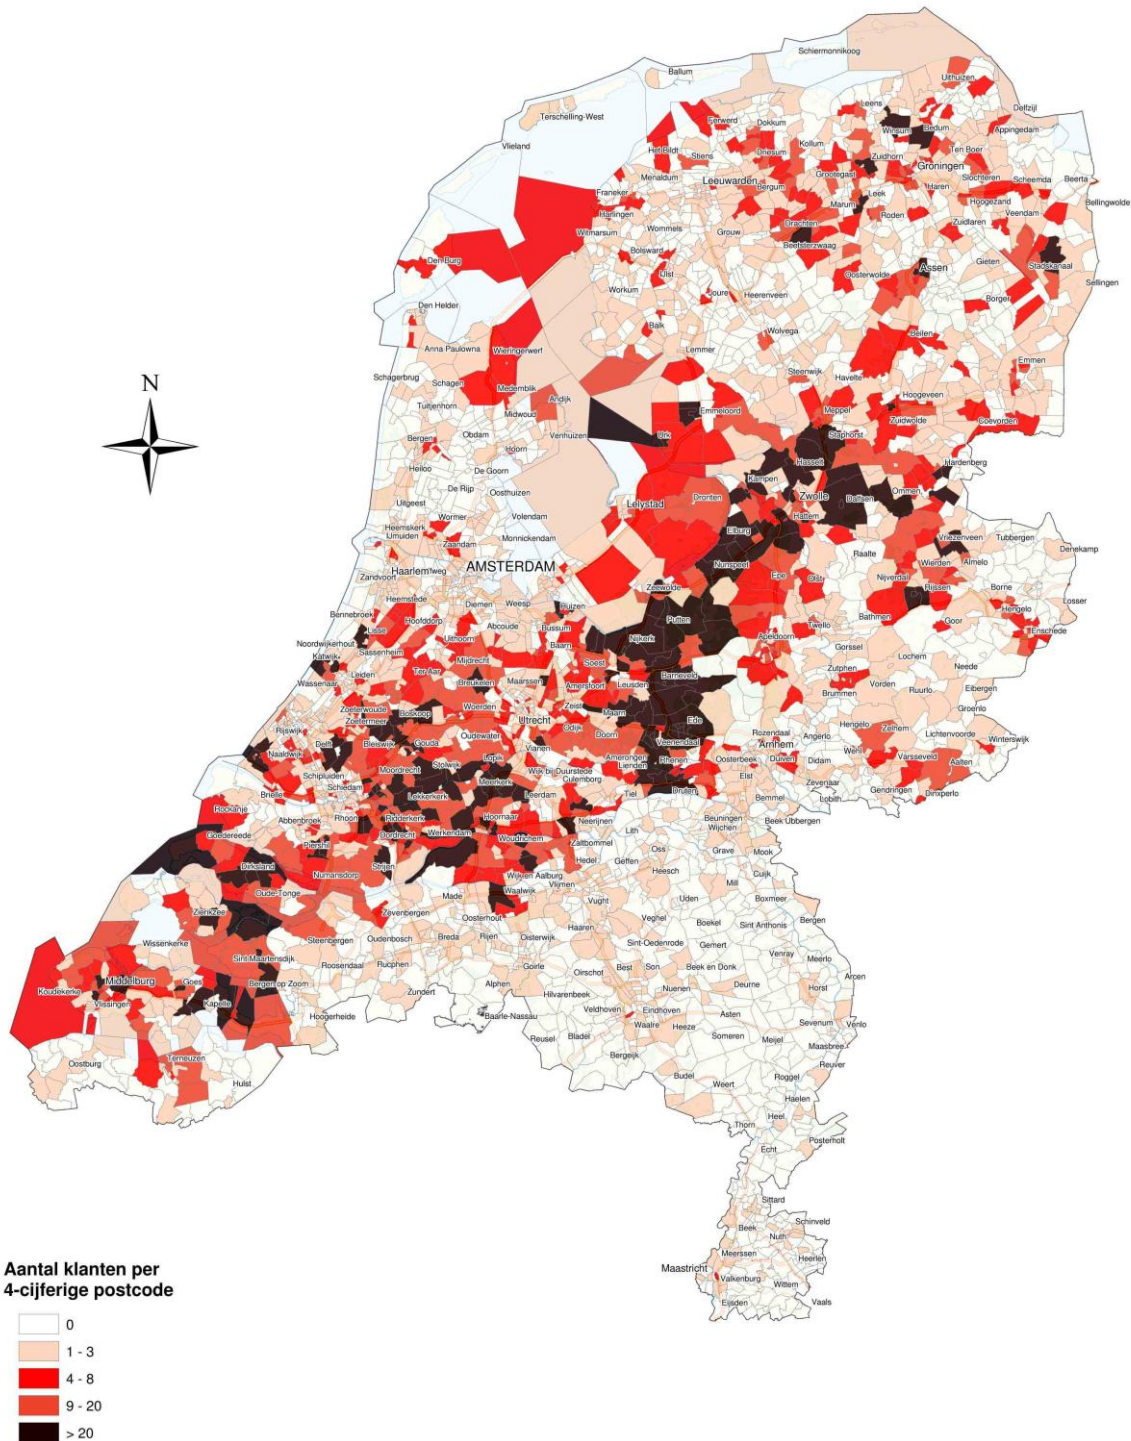 Schiermonnikoog
Ballum
Uithuizen
Terschelling-West
Leens
Delfzijl
Ferwerd
Dokkum
Winsum
Bedum
Appingedam
Vlieland
Het Bildt
Stiens
Driesum
Kollum
Zuidhorn
Ten Boer
Groningen
Menaldum
Leeuwarden
Bergum
Grootegast
Slochteren
Scheemda
Beerta
Franeker
Marum
Leek
Haren
Hoogezand
Bellingwolde
Harlingen
Drachten
Roden
Zuidlaren
Veendam
Witmarsum
Wommels
Grouw
Beetsterzwaag
Bolsward
Den Burg
IJlst
Oosterwolde
Assen
Gieten
Stadskanaal
Sellingen
Workum
Joure
Heerenveen
Borger
Den Helder
Balk
Wolvega
Beilen
Anna Paulowna
Wieringerwerf
Lemmer
Emmen
Schagerbrug
Schagen
Medemblik
Steenwijk
Havelte
Hoogeveen
Tuitjenhorn
Andijk
Midwoud
Emmeloord
Meppel
Zuidwolde
Coevorden
Bergen
Obdam
Venhuizen
Urk
Staphorst
Hoorn
Heiloo
De Goorn
Hasselt
Hardenberg
De Rijp
Oosthuizen
Kampen
Zwolle
Dalfsen
Ommen
Uitgeest
Lelystad
Dronten
Hattem
Wormer
Volendam
Heemskerk
IJmuiden
Zaandam
Monnickendam
Elburg
Vriezenveen
Tubbergen
Denekamp
Haarlem
weg
AMSTERDAM
Nunspeet
Raalte
Wierden
Almelo
Zandvoort
Epe
Olst
Nijverdal
Rijssen
Borne
Heemstede
Diemen
Weesp
Zeewolde
Losser
Bennebroek
Hoofddorp
Huizen
Putten
Twello
Bathmen
Goor
Hengelo
Enschede
Lisse
Uithoorn
Abcoude
Bussum
Nijkerk
Apeldoorn
Noordwijkerhout
Sassenheim
Katwijk
Baarn
Gorssel
Mijdrecht
Soest
Lochem
Neede
Leiden
Ter Aar
Maarssen
Barneveld
Zutphen
Wassenaar
Breukelen
Amersfoort
Leusden
Vorden
Ruurlo
Eibergen
Brummen
Zoeterwoude
Boskoop
Woerden
Zeist
Maarn
Groenlo
Zoetermeer
Utrecht
Ede
Hengelo
Zelhem
Lichtenvoorde
Rijswijk
Delft
Bleiswijk
Gouda
Oudewater
Odijk
Doorn
Veenendaal
Rozendaal
Angerlo
Winterswijk
Naaldwijk
Vianen
Arnhem
Wehl
Varsseveld
Moordrecht
Stolwijk
Lopik
Amerongen
Rhenen
Oosterbeek
Duiven
Didam
Aalten
Schipluiden
Schiedam
Meerkerk
Wijk bij Duurstede
Lienden
Elst
Zevenaar
Culemborg
Brielle
Lekkerkerk
Leerdam
Tiel
Druten
Bemmel
Lobith
Gendringen
Dinxperlo
Hockanje
Abbenbroek
Rhoon
Ridderkerk
Hoornaar
Neerijnen
Beuningen
Beek Ubbergen
Goedereede
Dordrecht
Werkendam
Woudrichem
Lith
Wijchen
Piershil
Zaltbommel
Oss
Grave
Mook
Dirksland
Strijen
Hedel
Geffen
Heesch
Cuijk
Numansdorp
Wijk en Aalburg
Mill
Oude-Tonge
Waalwijk
Vlijmen
Boxmeer
Made
Vught
Uden
Zierikzee
Zevenbergen
Oosterhout
Veghel
Boekel
Bergen
Steenbergen
Oudenbosch
Breda
Rijen
Oisterwijk
Haaren
Sint Anthonis
Wissenkerke
Sint-Oedenrode
Gemert
Venray
Meerlo
Sint-Maartensdijk
Roosendaal
Rucphen
Goirle
Oirschot
Best
Son
Beek en Donk
Arcen
Middelburg
Goes
Bergen op Zoom
Alphen
Nuenen
Deurne
Horst
Koudekerke
Zundert
Hilvarenbeek
Vlissingen
Kapelle
Hoogerheide
Baarle-Nassau
Veldhoven
Eindhoven
Asten
Sevenum
Venlo
Waalre
Heeze
Reusel
Bladel
Someren
Meijel
Maasbree
Oostburg
Terneuzen
Bergeijk
Reuver
Hulst
Budel
Weert
Roggel
Haelen
Heel
Thorn
Posterholt
Echt
Sittard
Schinveld
Beek
Nuth
Meerssen
Heerlen
Maastricht
Valkenburg
Wittem
Eijsden
Vaals
N
Aantal klanten per
4-cijferige postcode
0
1 - 3
4 - 8
9 - 20
> 20